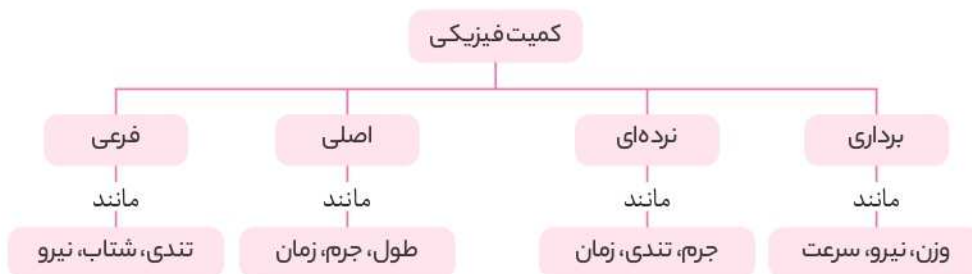 کمیت فیزیکی
برداری
نرده‌ای
اصلی
فرعی
مانند
مانند
مانند
مانند
وزن، نیرو، سرعت
جرم، تندی، زمان
طول، جرم، زمان
تندی، شتاب، نیرو